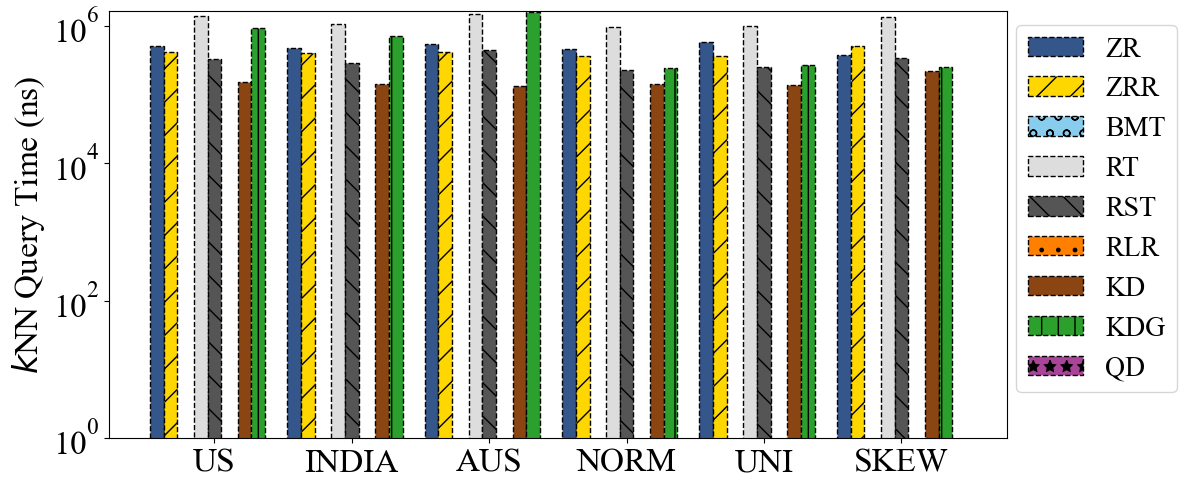 kNN Query Time (ns)
10^6
10^4
10^2
10^0
US
INDIA
AUS
NORM
UNI
SKEW
ZR
ZRR
BMT
RT
RST
RLR
KD
KDG
QD